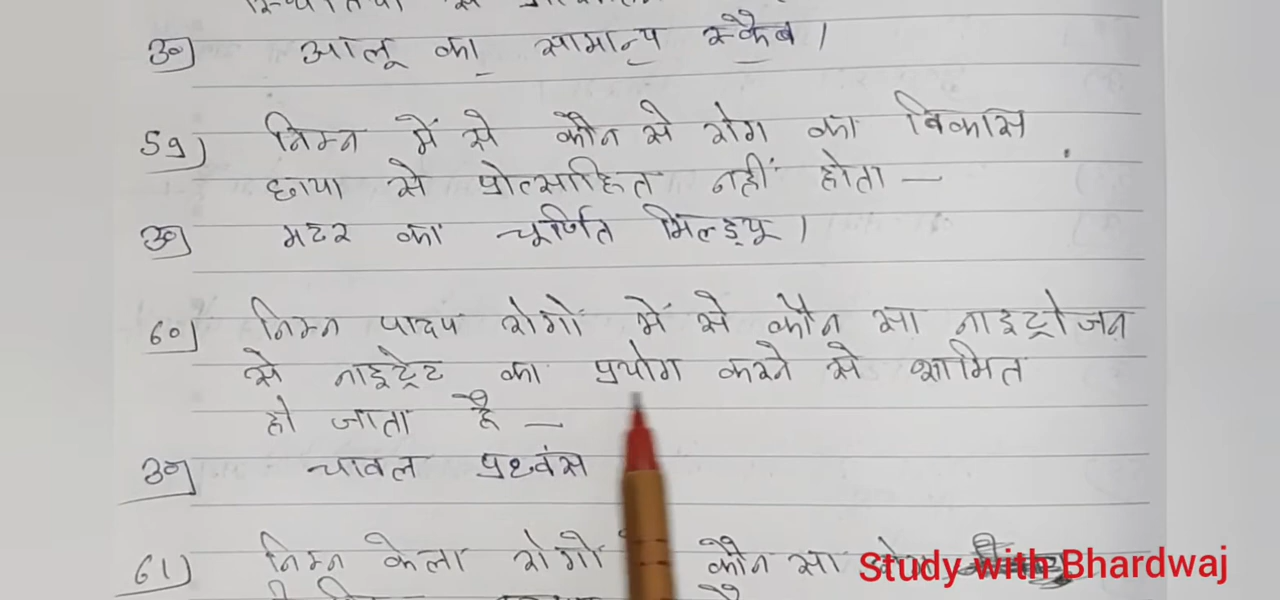 उ०] आलू का सामान्य स्कैब।
59) निम्न में से कौन से रोग का विकास
छाया से प्रोत्साहित नहीं होता —
उ०] मटर का चूर्णित मिल्ड्यू।
60] निम्न पादप रोगों में से कौन सा नाइट्रोजन
से नाइट्रेट का प्रयोग करने से शामित
हो जाता है —
उ०] चावल प्रध्वंस
61) निम्न केला रोगों कौन सा
Study with Bhardwaj